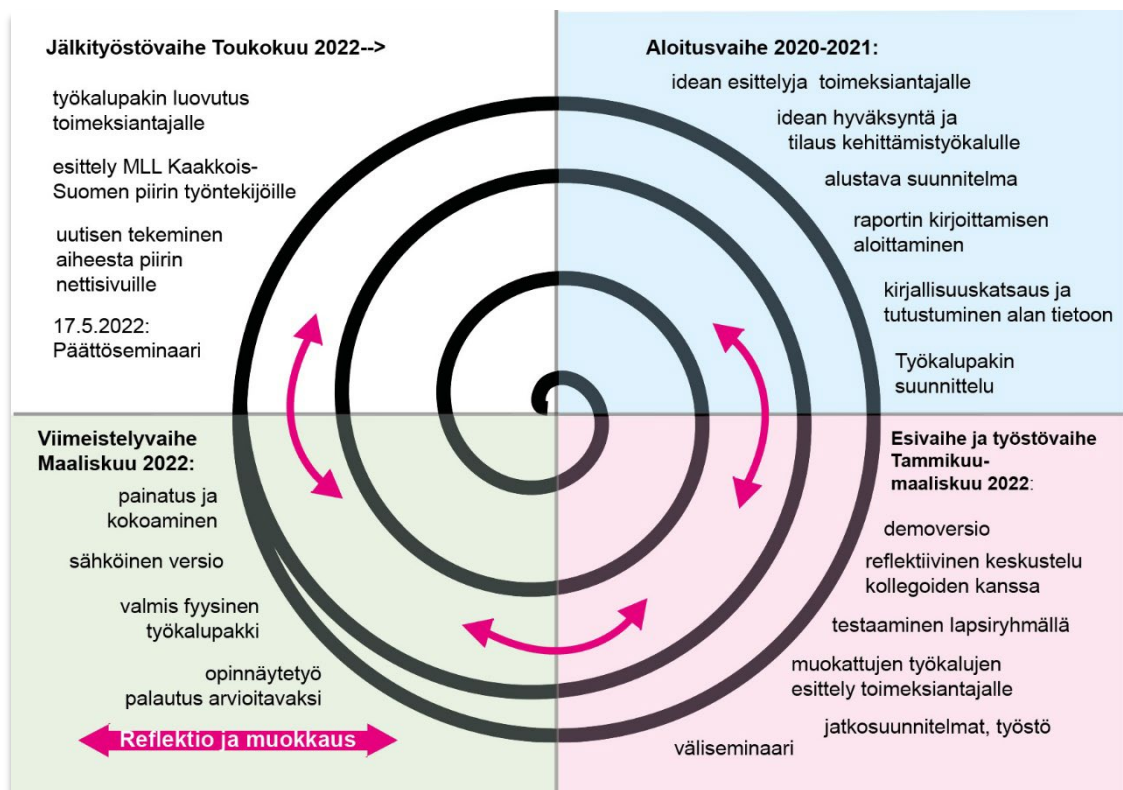 Jälkityöstövaihe Toukokuu 2022-->
työkalupakin luovutus
toimeksiantajalle
esittely MLL Kaakkois-
Suomen piirin työntekijöille
uutisen tekeminen
aiheesta piirin
nettisivuille
17.5.2022:
Päättöseminaari
Aloitusvaihe 2020-2021:
idean esittelyja toimeksiantajalle
idean hyväksyntä ja
tilaus kehittämistyökalulle
alustava suunnitelma
raportin kirjoittamisen
aloittaminen
kirjallisuuskatsaus ja
tutustuminen alan tietoon
Työkalupakin
suunnittelu
Viimeistelyvaihe
Maaliskuu 2022:
painatus ja
kokoaminen
sähköinen versio
valmis fyysinen
työkalupakki
opinnäytetyö
palautus arvioitavaksi
Reflektio ja muokkaus
Esivaihe ja työstövaihe
Tammikuu-
maaliskuu 2022:
demoversio
reflektiivinen keskustelu
kollegoiden kanssa
testaaminen lapsiryhmällä
muokattujen työkalujen
esittely toimeksiantajalle
jatkosuunnitelmat, työstö
väliseminaari